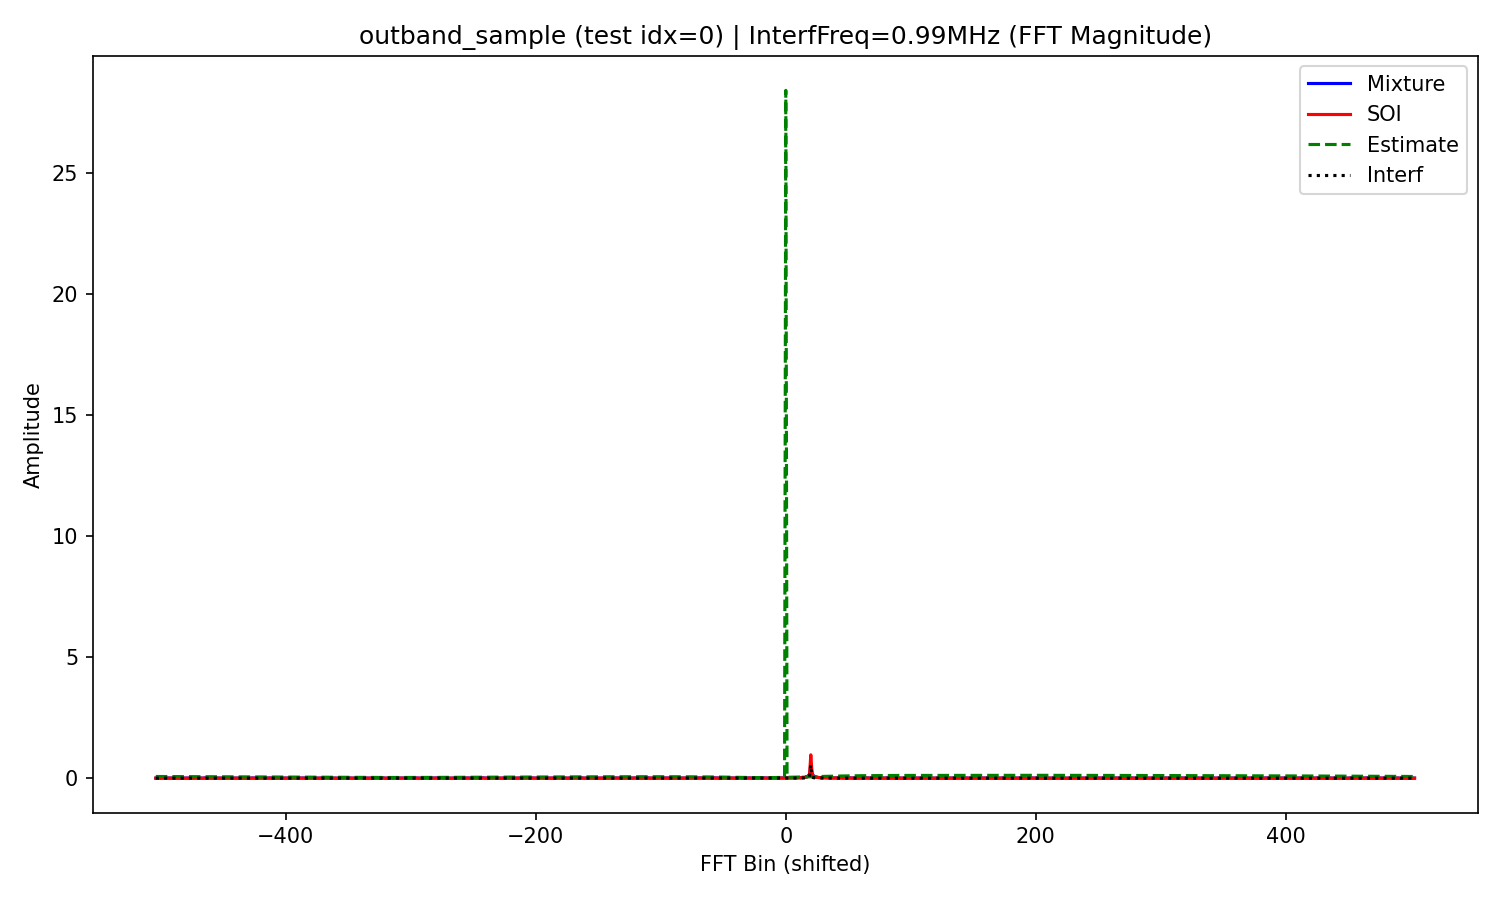 outband_sample (test idx=0) | InterfFreq=0.99MHz (FFT Magnitude)
Mixture
SOI
Estimate
Interf
25
20
15
10
5
0
Amplitude
−400
−200
0
200
400
FFT Bin (shifted)